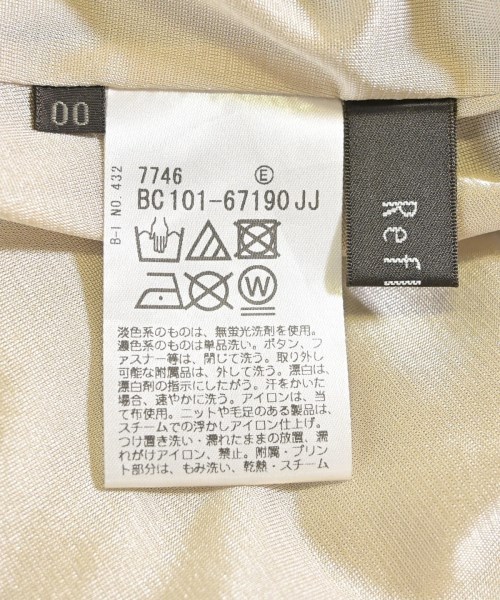 00
B-I NO.432
7746 Ⓔ
BC101-67190JJ
W
淡色系のものは、無蛍光洗剤を使用。
濃色系のものは単品洗い。ボタン、フ
ァスナー等は、閉じて洗う。取り外し
可能な附属品は、外して洗う。漂白は、
漂白剤の指示にしたがう。汗をかいた
場合、速やかに洗う。アイロンは、当
て布使用。ニットや毛足のある製品は、
スチームでの浮かしアイロン仕上げ。
つけ置き洗い・濡れたままの放置、濡
れがけアイロン、禁止。附属・プリン
ト部分は、もみ洗い、乾熱・スチーム
Refl